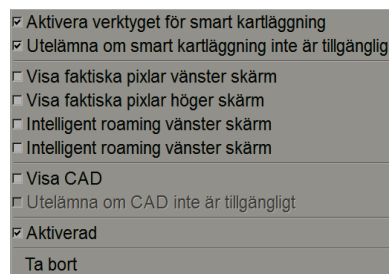 Aktivera verktyget för smart kartläggning
Utelämna om smart kartläggning inte är tillgänglig
Visa faktiska pixlar vänster skärm
Visa faktiska pixlar höger skärm
Intelligent roaming vänster skärm
Intelligent roaming vänster skärm
Visa CAD
Utelämna om CAD inte är tillgängligt
Aktiverad
Ta bort